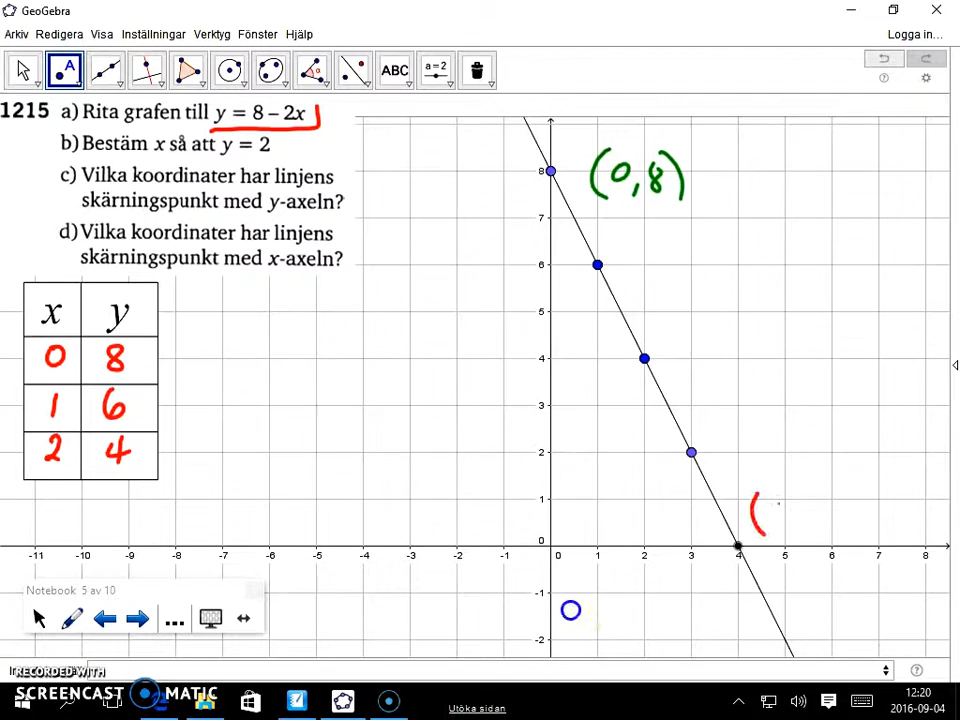 GeoGebra
Arkiv Redigera Visa Inställningar Verktyg Fönster Hjälp
Logga in...
A
ABC
a=2
1215 a) Rita grafen till y = 8 – 2x
b) Bestäm x så att y = 2
c) Vilka koordinater har linjens
skärningspunkt med y-axeln?
d) Vilka koordinater har linjens
skärningspunkt med x-axeln?
x y
0 8
1 6
2 4
(0,8)
(
8
7
6
5
4
3
2
1
0
-1
-2
-11 -10 -9 -8 -7 -6 -5 -4 -3 -2 -1 0 1 2 3 4 5 6 7 8
Notebook 5 av 10
...
RECORDED WITH
SCREENCAST MATIC
Utöka sidan
12:20
2016-09-04